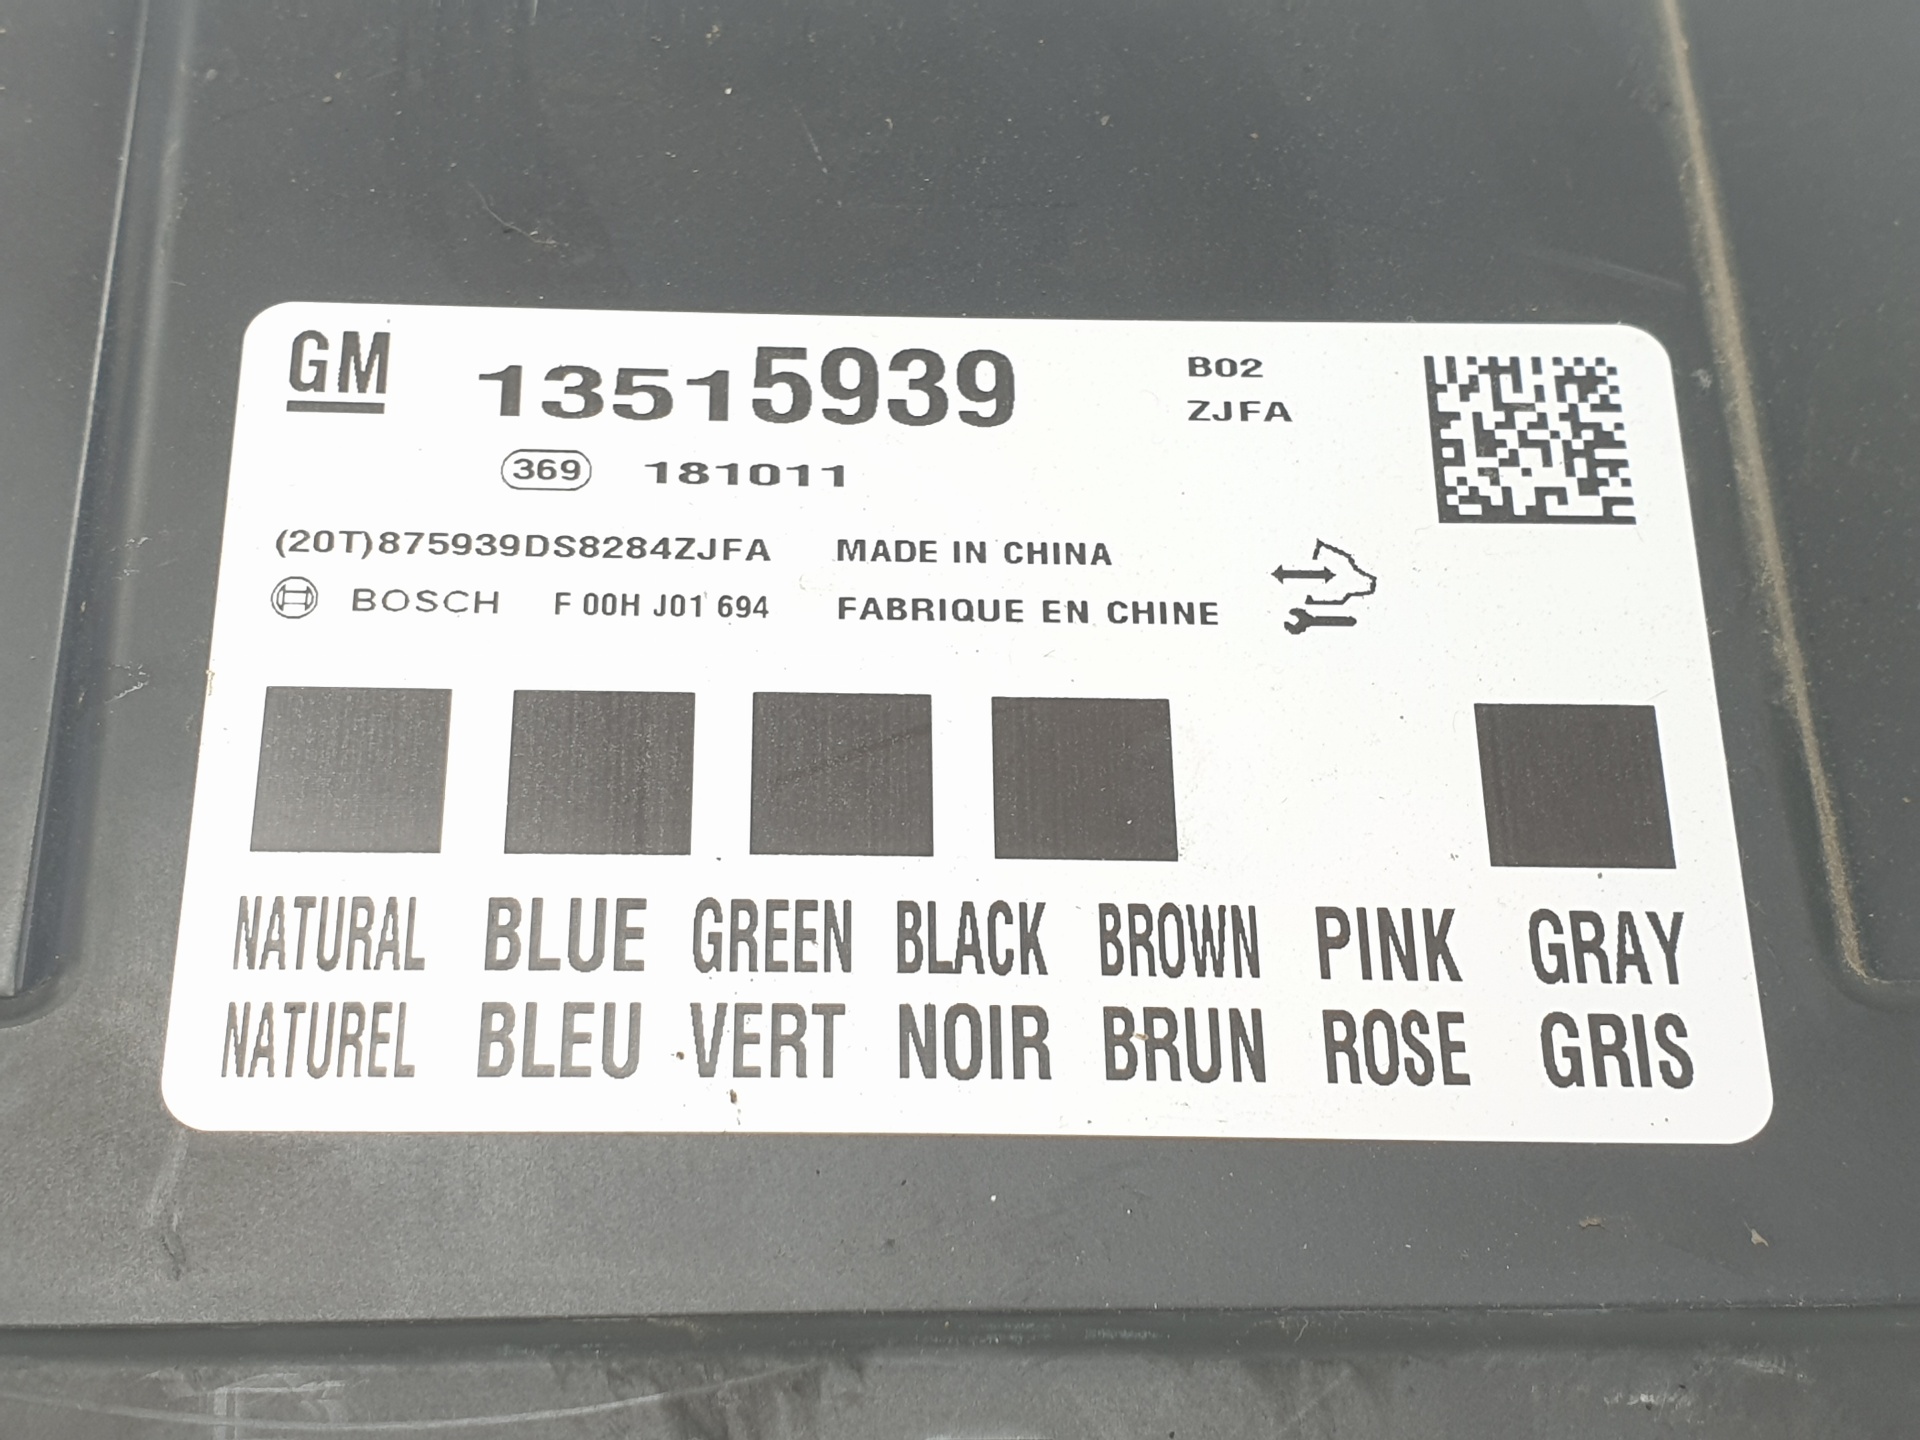 GM 13515939 B02
ZJFA
369 181011
(20T)875939DS8284ZJFA MADE IN CHINA
BOSCH F 00H J01 694 FABRIQUE EN CHINE
NATURAL BLUE GREEN BLACK BROWN PINK GRAY
NATUREL BLEU VERT NOIR BRUN ROSE GRIS